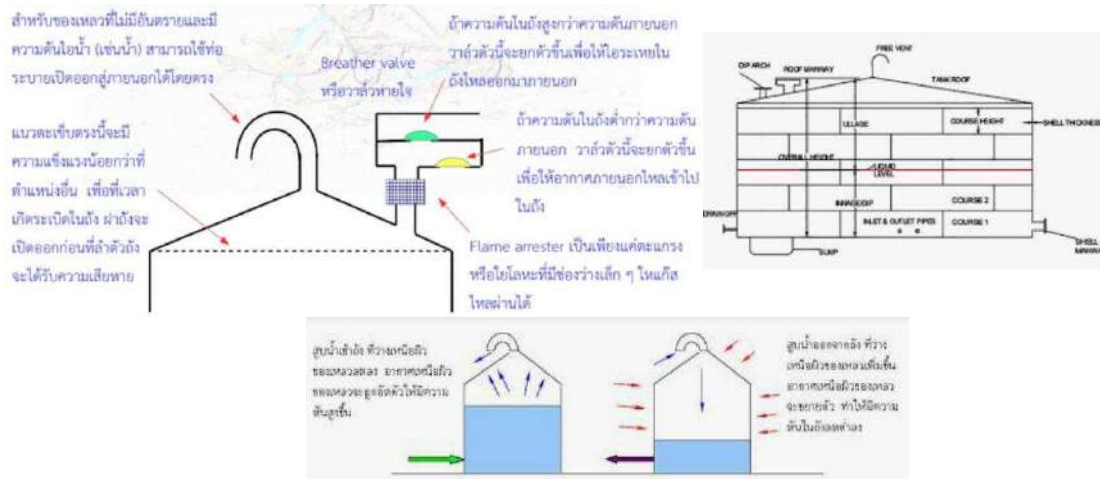 สำหรับของเหลวที่ไม่มีอันตรายและมี
ความดันไอน้ำ (เช่นน้ำ) สามารถใช้ท่อ
ระบายเปิดออกสู่ภายนอกได้โดยตรง
แนวตะเข็บตรงนี้จะมี
ความแข็งแรงน้อยกว่าที่
ตำแหน่งอื่น เพื่อที่เวลา
เกิดระเบิดในถัง ฝาถังจะ
เปิดออกก่อนที่ลำตัวถัง
จะได้รับความเสียหาย
Breather valve
หรือวาล์วหายใจ
ถ้าความดันในถังสูงกว่าความดันภายนอก
วาล์วตัวนี้จะยกตัวขึ้นเพื่อให้ไอระเหยใน
ถังไหลออกมาภายนอก
ถ้าความดันในถังต่ำกว่าความดัน
ภายนอก วาล์วตัวนี้จะยกตัวขึ้น
เพื่อให้อากาศภายนอกไหลเข้าไป
ในถัง
Flame arrester เป็นเพียงแค่ตะแกรง
หรือใยโลหะที่มีช่องว่างเล็ก ๆ ให้แก๊ส
ไหลผ่านได้
FREE VENT
DIP ARCH
ROOF MANWAY
TANK ROOF
ULLAGE
COURSE HEIGHT
SHELL THICKNESS
OVERALL HEIGHT
LIQUID
LEVEL
INNAGE/DIP
COURSE 2
INLET & OUTLET PIPES
COURSE 1
SUMP
SHELL
MANWAY
สูบน้ำเข้าถัง ที่ว่างเหนือผิว
ของเหลวลดลง อากาศเหนือผิว
ของเหลวจะถูกอัดตัวให้มีความ
ดันสูงขึ้น
สูบน้ำออกจากถัง ที่ว่าง
เหนือผิวของเหลวเพิ่มขึ้น
อากาศเหนือผิวของเหลว
จะขยายตัว ทำให้มีความ
ดันในถังลดต่ำลง